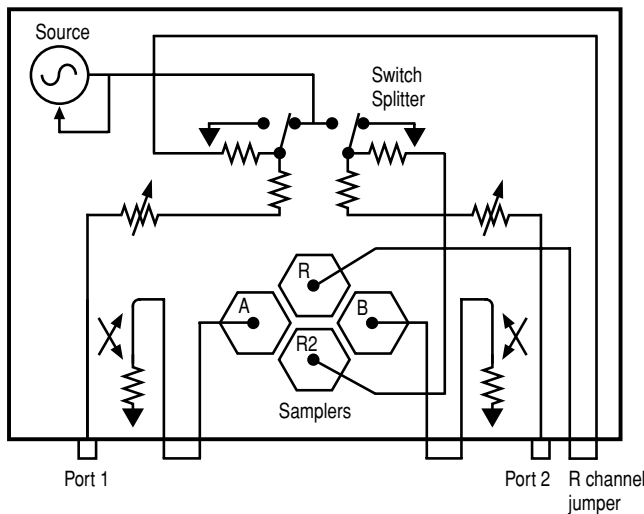 Source
Switch
Splitter
R
A
B
R2
Samplers
Port 1
Port 2
R channel
jumper